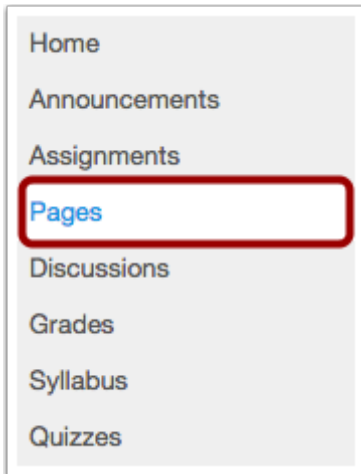 Home
Announcements
Assignments
Pages
Discussions
Grades
Syllabus
Quizzes